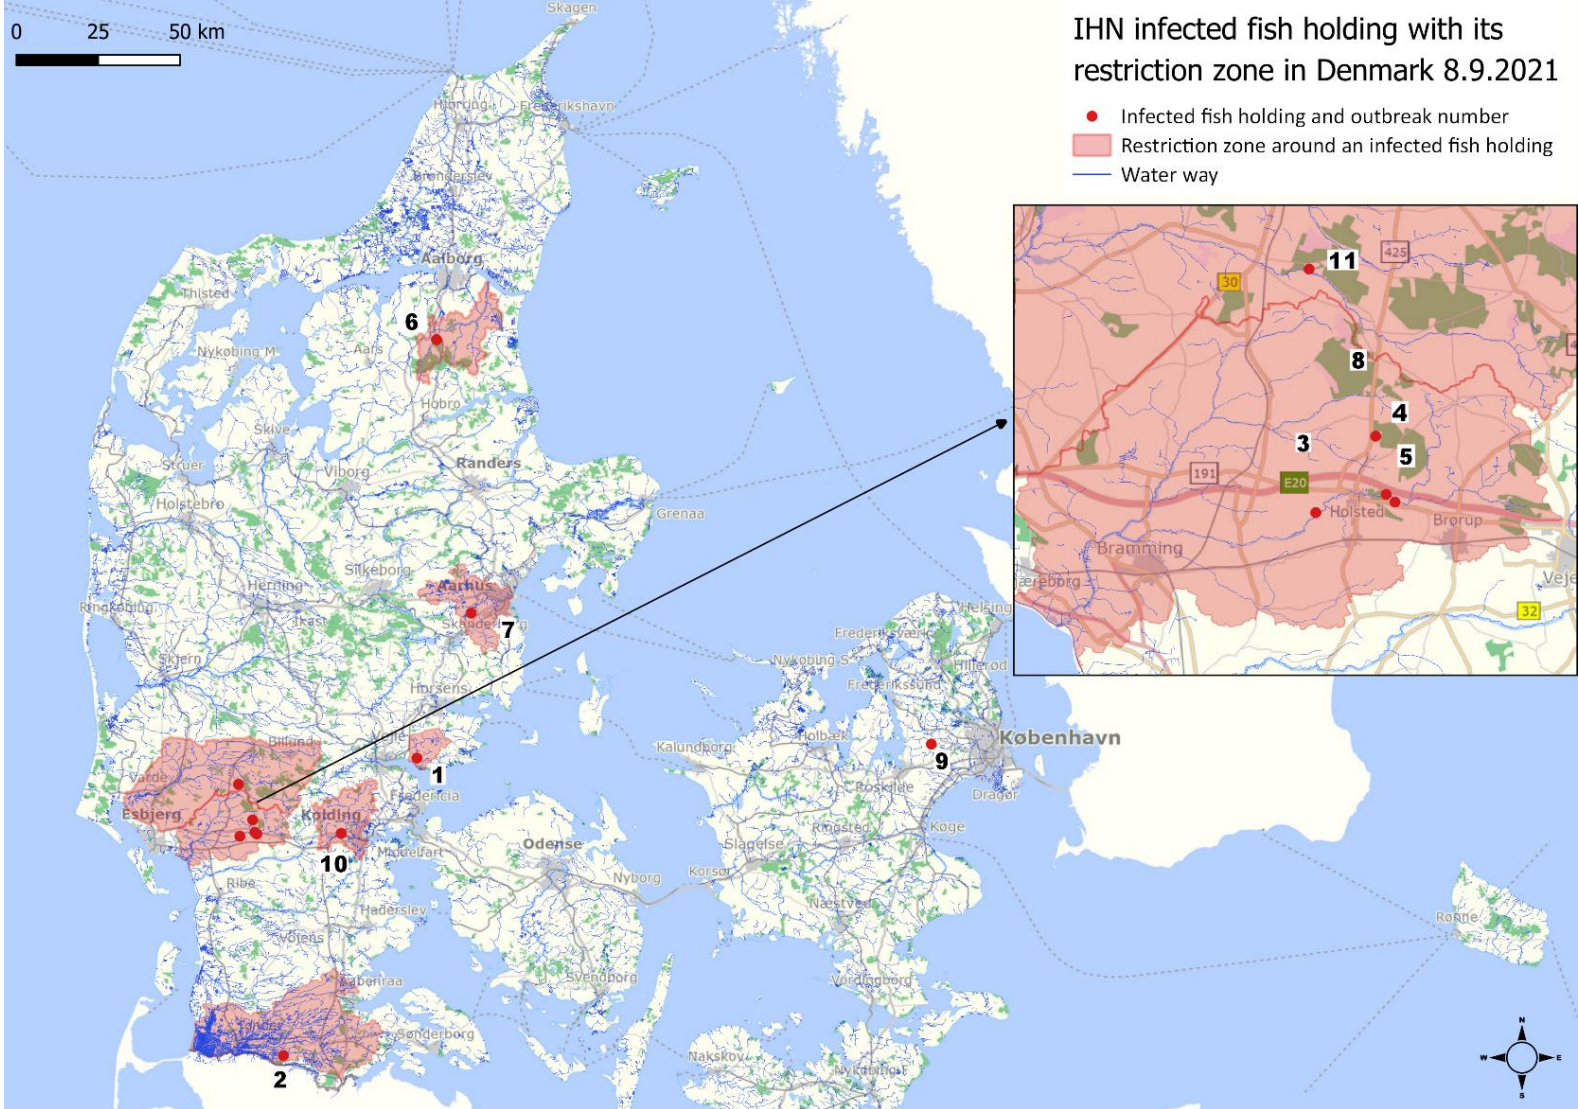 0 25 50 km
IHN infected fish holding with its
restriction zone in Denmark 8.9.2021
Infected fish holding and outbreak number
Restriction zone around an infected fish holding
Water way
Skagen
Hjørring
Frederikshavn
Brønderslev
Aalborg
Thisted
6
Nykøbing M
Aars
Hobro
Skive
Struer
Viborg
Randers
Holstebro
Grenaa
Silkeborg
Herning
Aarhus
Ringkøbing
Ikast
7
Skjern
Horsens
Billund
Varde
1
Esbjerg
Fredericia
Kolding
10
Middelfart
Odense
Ribe
Nyborg
Haderslev
Vojens
Svendborg
Sønderborg
2
Helsing
Frederiksværk
Nykøbing S
Hillerød
Frederikssund
København
Kalundborg
Holbæk
9
Roskilde
Dragør
Ringsted
Køge
Slagelse
Korsør
Næstved
Vordingborg
Nakskov
Nykøbing F
Rønne
11
425
30
8
4
3
5
191
E20
Holsted
Brørup
Bramming
jæreborg
Veje
32
4
N
W E
S